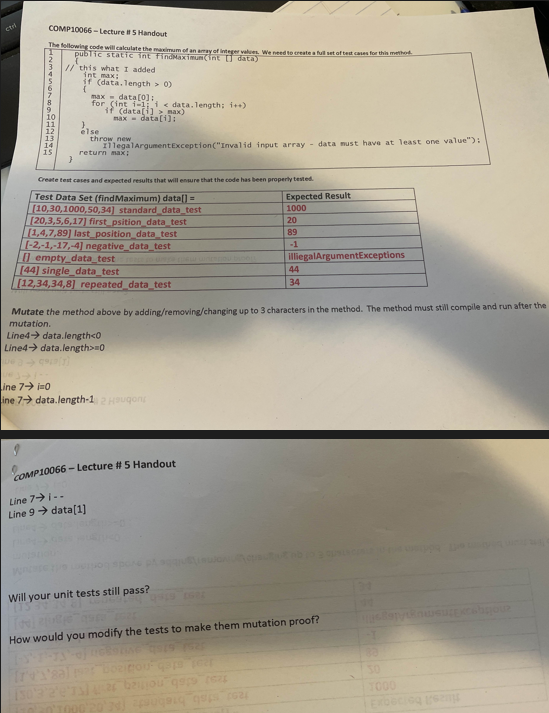 ctrl
COMP10066 – Lecture # 5 Handout
The following code will calculate the maximum of an array of integer values. We need to create a full set of test cases for this method.
1 public static int findMaximum(int [] data)
2 {
3 // this what I added
4 int max;
5 if (data.length > 0)
6 {
7 max = data[0];
8 for (int i=1; i < data.length; i++)
9 if (data[i] > max)
10 max = data[i];
11 }
12 else
13 throw new
14 IllegalArgumentException("Invalid input array - data must have at least one value");
15 return max;
}
Create test cases and expected results that will ensure that the code has been properly tested.
Test Data Set (findMaximum) data[] = Expected Result
[10,30,1000,50,34] standard_data_test 1000
[20,3,5,6,17] first_psition_data_test 20
[1,4,7,89] last_position_data_test 89
[-2,-1,-17,-4] negative_data_test -1
[] empty_data_test illiegalArgumentExceptions
[44] single_data_test 44
[12,34,34,8] repeated_data_test 34
Mutate the method above by adding/removing/changing up to 3 characters in the method. The method must still compile and run after the
mutation.
Line4→ data.length<0
Line4→ data.length>=0
ine 7→ i=0
ine 7→ data.length-1
COMP10066 – Lecture # 5 Handout
Line 7→ i - -
Line 9 → data[1]
Will your unit tests still pass?
How would you modify the tests to make them mutation proof?